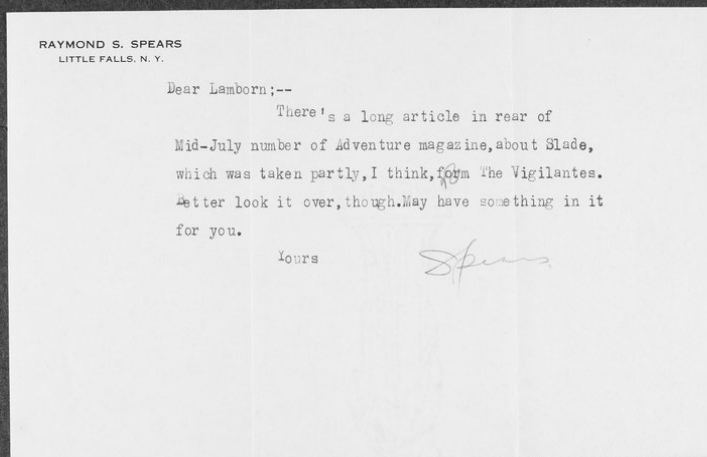 RAYMOND S. SPEARS
LITTLE FALLS, N. Y.
Dear Lamborn;--
There's a long article in rear of
Mid-July number of Adventure magazine,about Slade,
which was taken partly,I think,form The Vigilantes.
Better look it over,though.May have something in it
for you.
Yours Spears